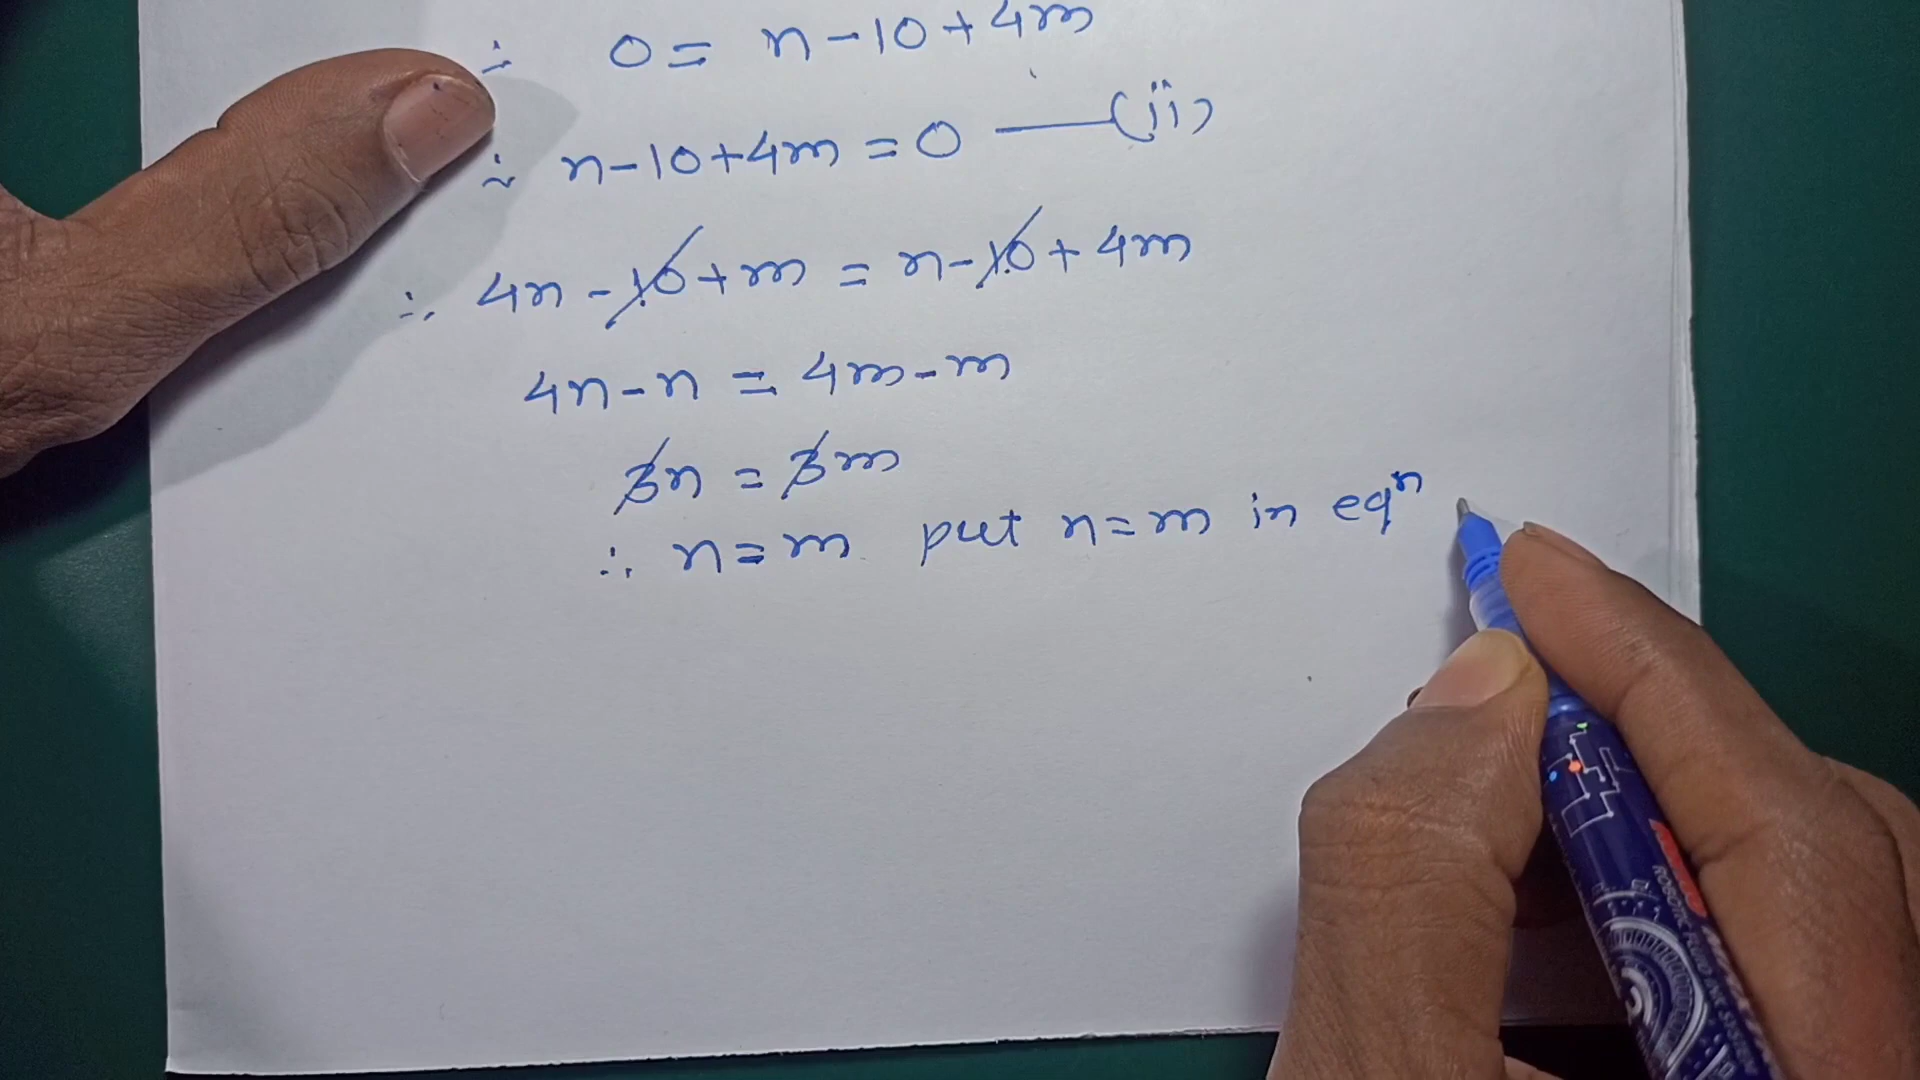 ∴ 0 = n-10+4m
∴ n-10+4m = 0 —(ii)
∴ 4n-10+m = n-10+4m
4n-n = 4m-m
3n = 3m
∴ n=m put n=m in eqⁿ